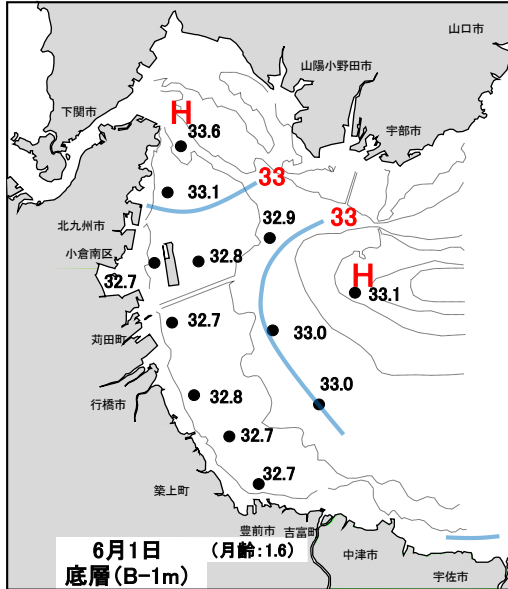 山口市
山陽小野田市
下関市
宇部市
H
33.6
33
33.1
33
北九州市
32.9
小倉南区
32.8
32.7
H
33.1
32.7
33.0
苅田町
32.8
33.0
行橋市
32.7
32.7
築上町
豊前市
吉富町
中津市
宇佐市
6月1日 (月齢:1.6)
底層(B-1m)